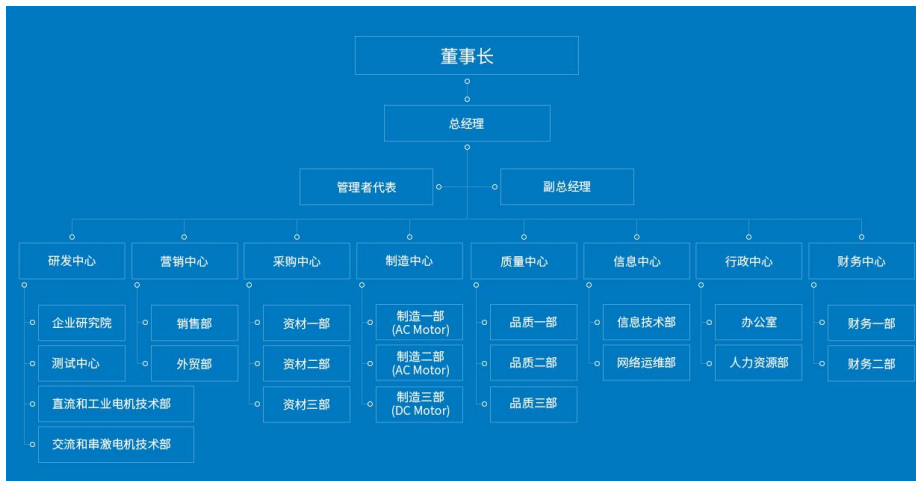 董事长
总经理
管理者代表
副总经理
研发中心
营销中心
采购中心
制造中心
质量中心
信息中心
行政中心
财务中心
企业研究院
测试中心
直流和工业电机技术部
交流和串激电机技术部
销售部
外贸部
资材一部
资材二部
资材三部
制造一部
(AC Motor)
制造二部
(AC Motor)
制造三部
(DC Motor)
品质一部
品质二部
品质三部
信息技术部
网络运维部
办公室
人力资源部
财务一部
财务二部